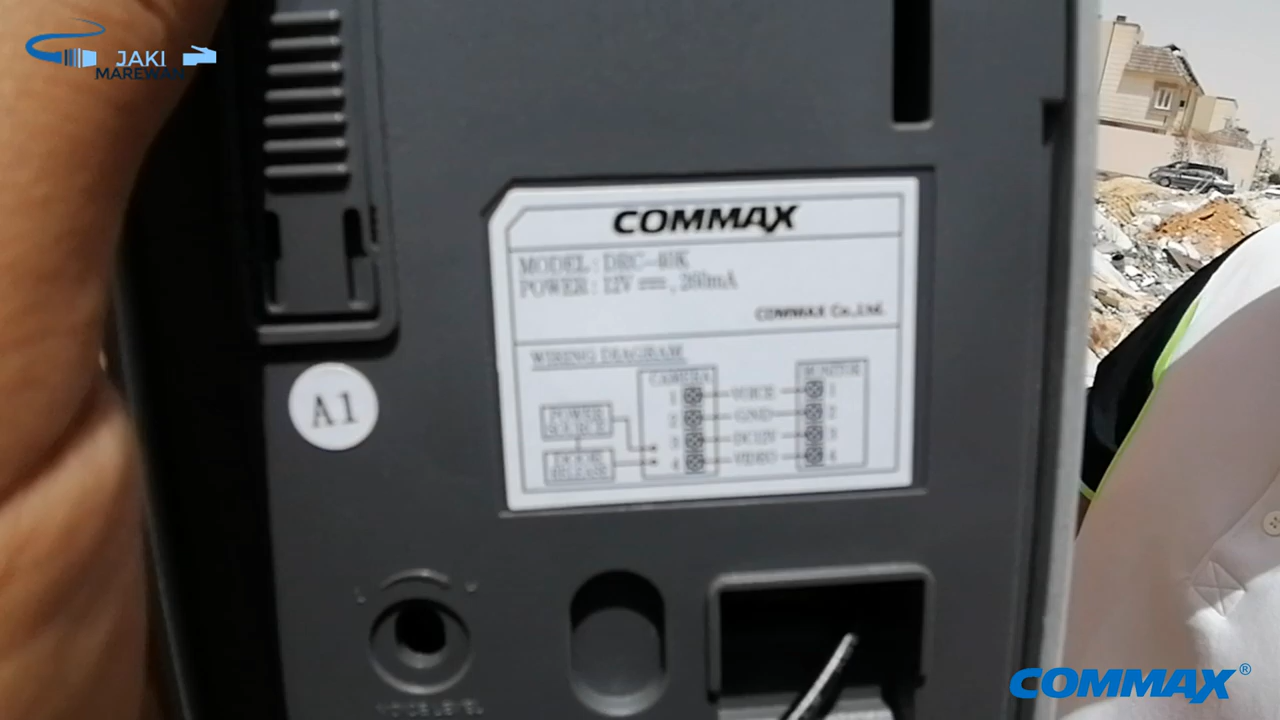 JAKI
MAREWAN
COMMAX
MODEL : DRC-40K
POWER : 12V ⎓ , 260mA
COMMAX Co.,Ltd.
WIRING DIAGRAM
CAMERA
MONITOR
1 VOICE 1
2 GND 2
3 DC12V 3
4 VIDEO 4
POWER
SOURCE
DOOR
RELEASE
A1
VOICE LEVEL
COMMAX®